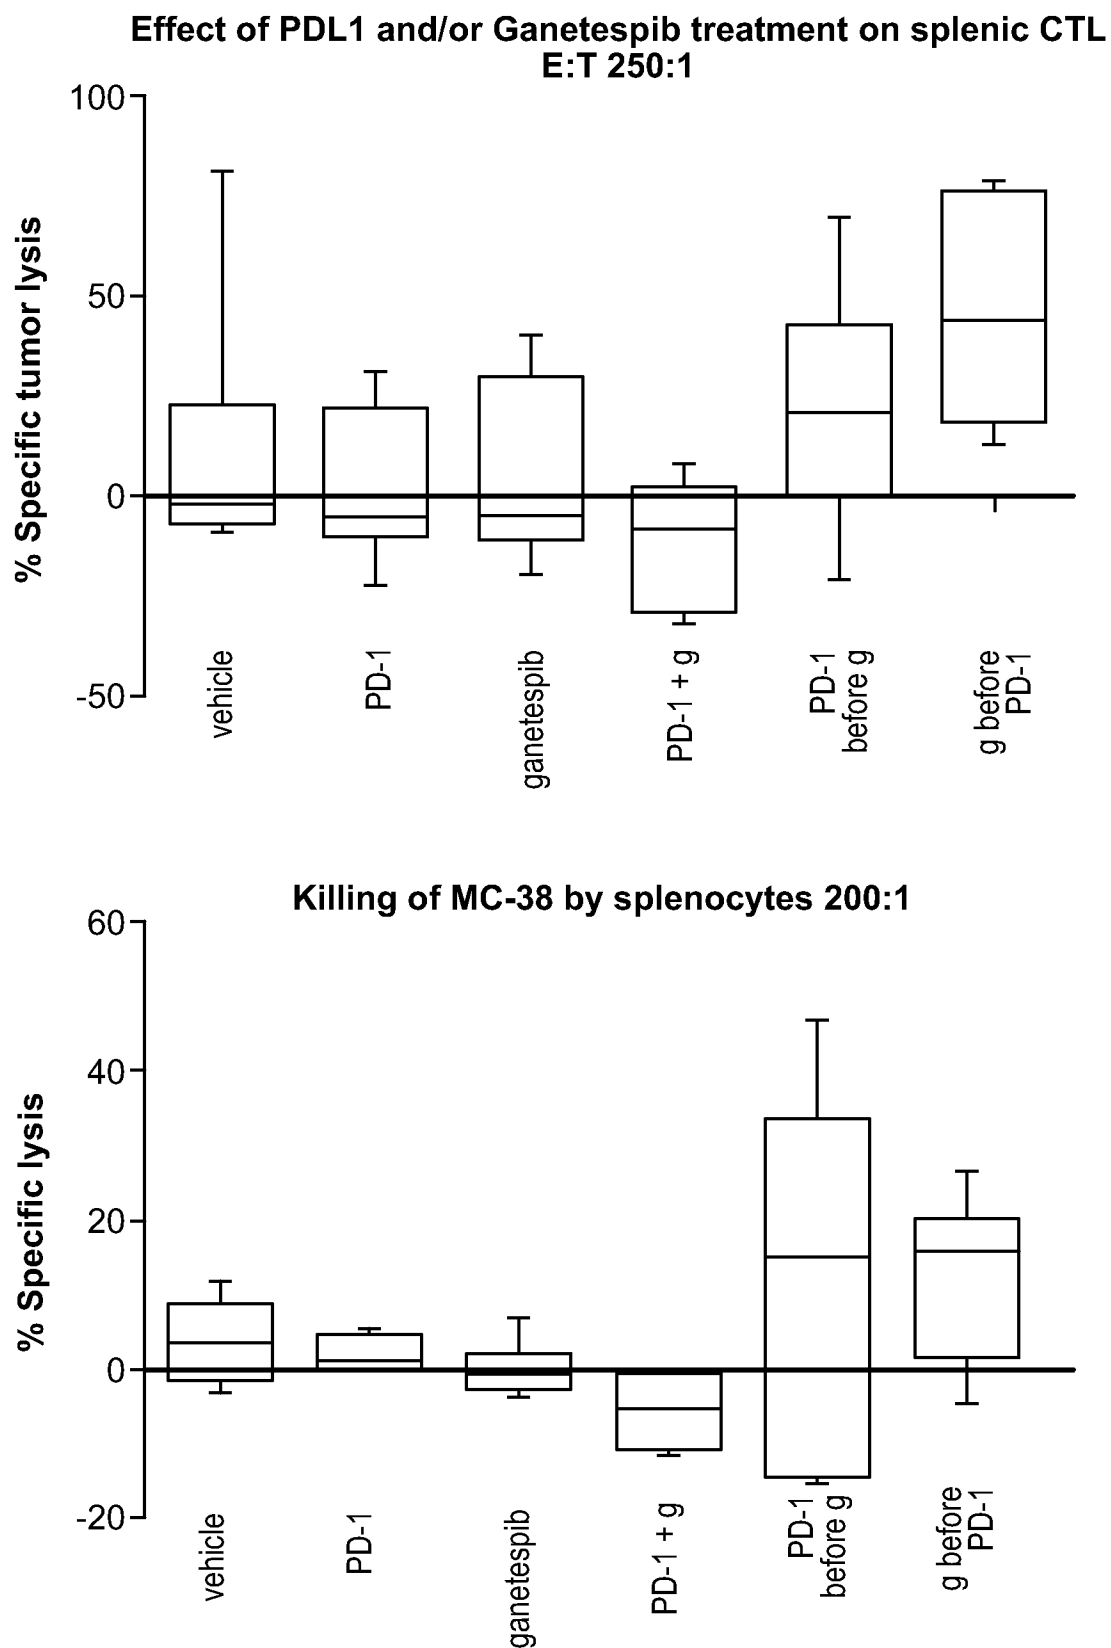 Effect of PDL1 and/or Ganetespib treatment on splenic CTL
E:T 250:1
% Specific tumor lysis
100
50
0
-50
vehicle
PD-1
ganetespib
PD-1 + g
PD-1
before g
g before
PD-1
Killing of MC-38 by splenocytes 200:1
% Specific lysis
60
40
20
0
-20
vehicle
PD-1
ganetespib
PD-1 + g
PD-1
before g
g before
PD-1